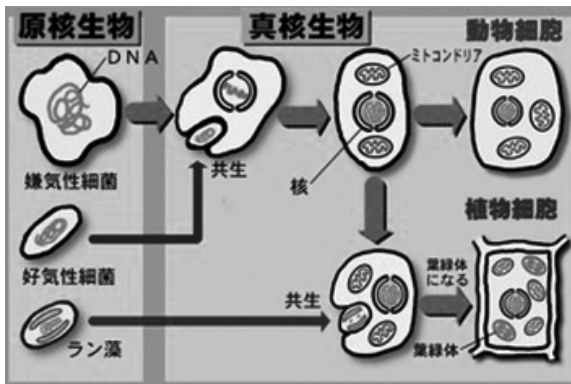 原核生物
真核生物
動物細胞
DNA
ミトコンドリア
嫌気性細菌
共生
核
植物細胞
好気性細菌
共生
葉緑体
になる
ラン藻
葉緑体